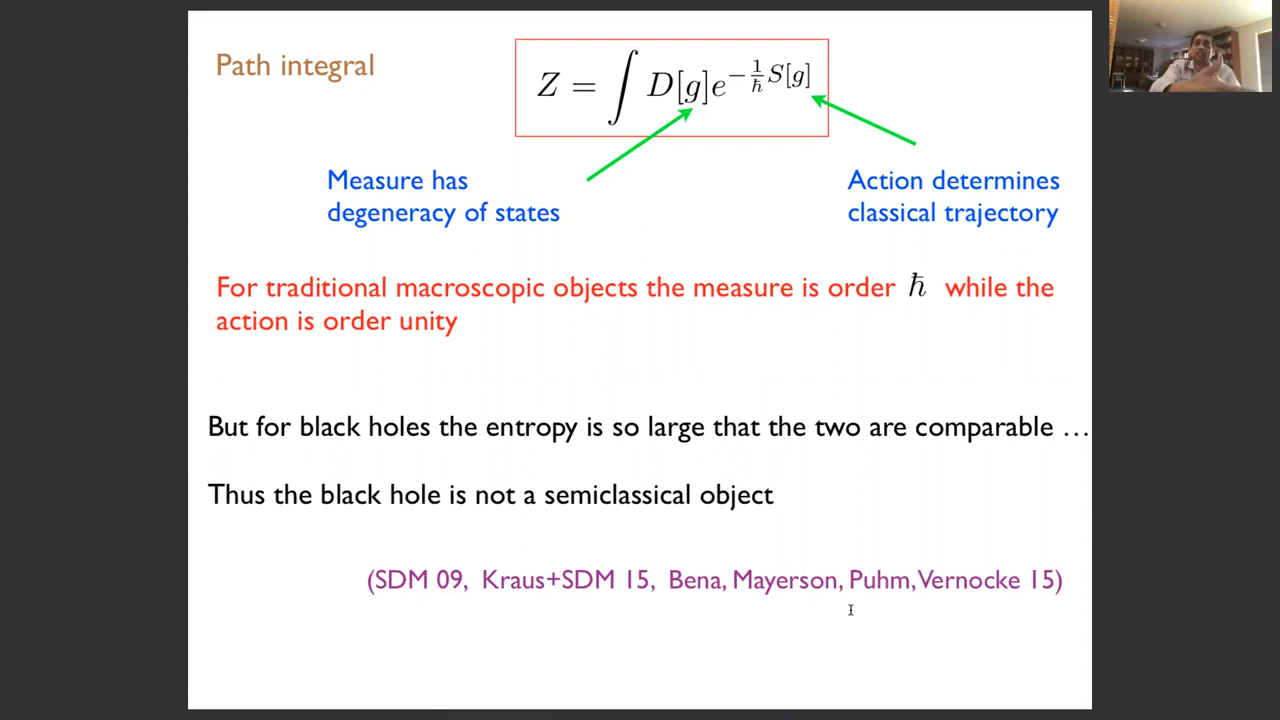 Path integral
Z = ∫ D[g]e^{-\frac{1}{ħ}S[g]}
Measure has
degeneracy of states
Action determines
classical trajectory
For traditional macroscopic objects the measure is order ħ while the
action is order unity
But for black holes the entropy is so large that the two are comparable …
Thus the black hole is not a semiclassical object
(SDM 09, Kraus+SDM 15, Bena, Mayerson, Puhm, Vernocke 15)